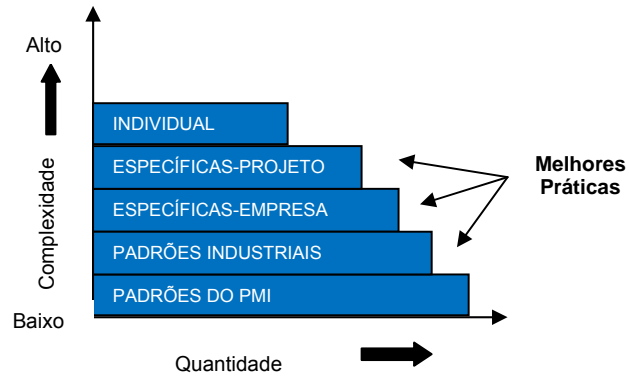 Alto
INDIVIDUAL
ESPECÍFICAS-PROJETO
ESPECÍFICAS-EMPRESA
PADRÕES INDUSTRIAIS
PADRÕES DO PMI
Complexidade
Baixo
Quantidade
Melhores
Práticas